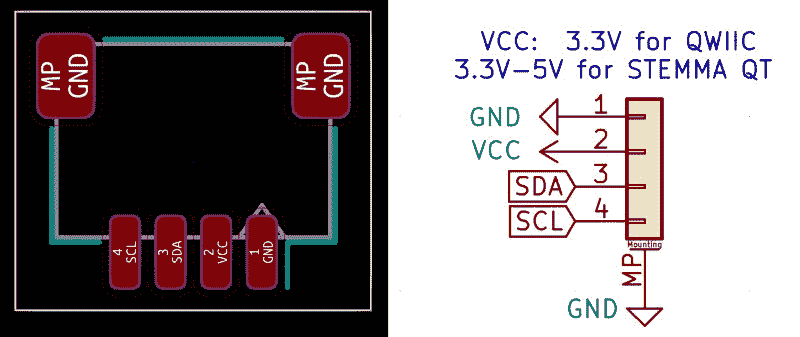 MP
GND
MP
GND
4
SCL
3
SDA
2
VCC
1
GND
VCC: 3.3V for QWIIC
3.3V-5V for STEMMA QT
GND 1
VCC 2
SDA 3
SCL 4
Mounting
MP
GND